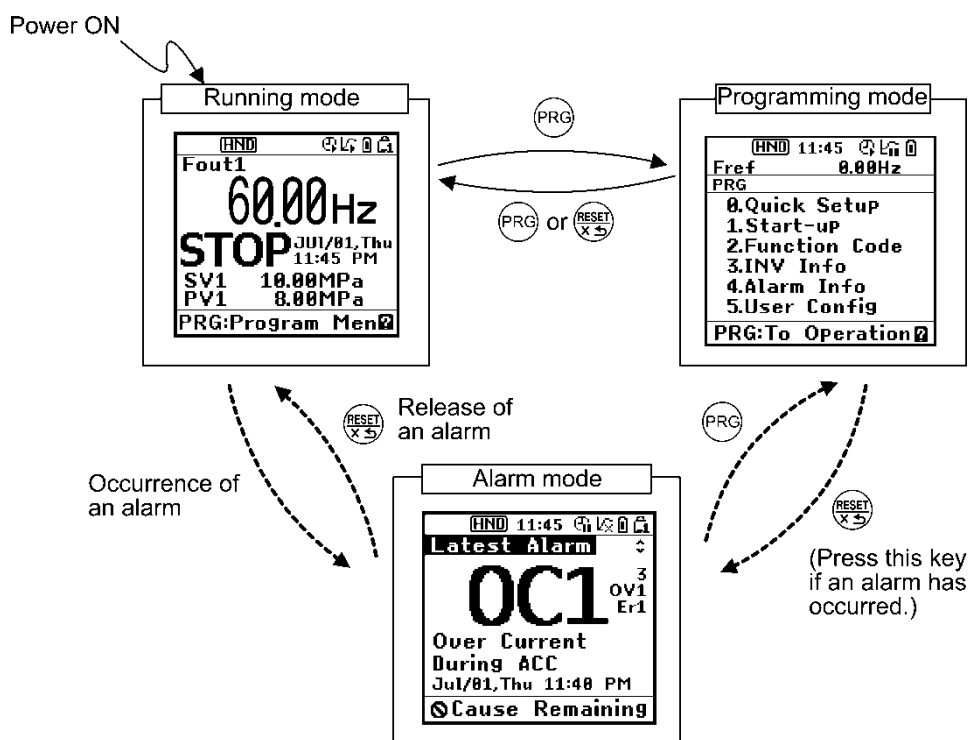 Power ON
Running mode
HND
Fout1
60.00Hz
STOP
JUl/01,Thu
11:45 PM
SV1 10.00MPa
PV1 8.00MPa
PRG:Program Men?
PRG
PRG or RESET
Programming mode
HND 11:45
Fref 0.00Hz
PRG
0.Quick Setup
1.Start-up
2.Function Code
3.INV Info
4.Alarm Info
5.User Config
PRG:To Operation?
Occurrence of
an alarm
RESET
Release of
an alarm
Alarm mode
HND 11:45
Latest Alarm
3
OC1
OV1
Er1
Over Current
During ACC
Jul/01,Thu 11:40 PM
Cause Remaining
PRG
RESET
(Press this key
if an alarm has
occurred.)